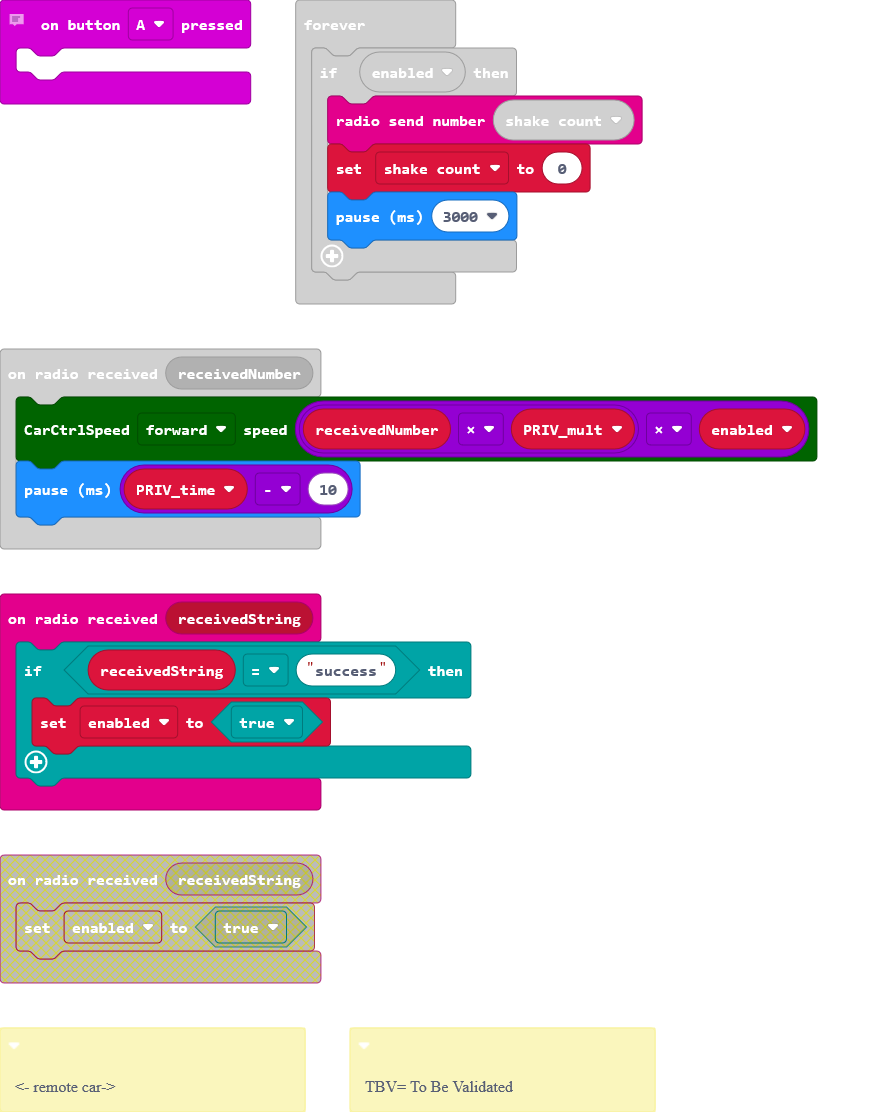 on button A pressed
forever
if enabled then
radio send number shake count
set shake count to 0
pause (ms) 3000
on radio received receivedNumber
CarCtrlSpeed forward speed receivedNumber × PRIV_mult × enabled
pause (ms) PRIV_time - 10
on radio received receivedString
if receivedString = "success" then
set enabled to true
on radio received receivedString
set enabled to true
<- remote car->
TBV= To Be Validated